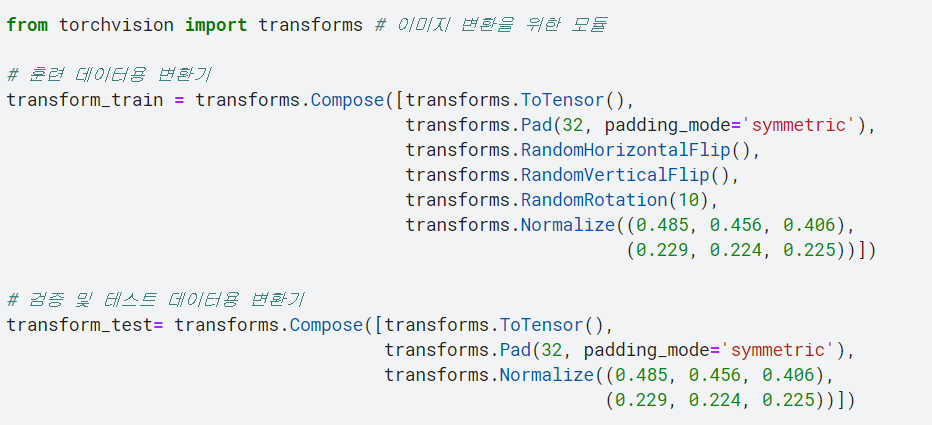 from torchvision import transforms # 이미지 변환을 위한 모듈
# 훈련 데이터용 변환기
transform_train = transforms.Compose([transforms.ToTensor(),
transforms.Pad(32, padding_mode='symmetric'),
transforms.RandomHorizontalFlip(),
transforms.RandomVerticalFlip(),
transforms.RandomRotation(10),
transforms.Normalize((0.485, 0.456, 0.406),
(0.229, 0.224, 0.225))])
# 검증 및 테스트 데이터용 변환기
transform_test= transforms.Compose([transforms.ToTensor(),
transforms.Pad(32, padding_mode='symmetric'),
transforms.Normalize((0.485, 0.456, 0.406),
(0.229, 0.224, 0.225))])